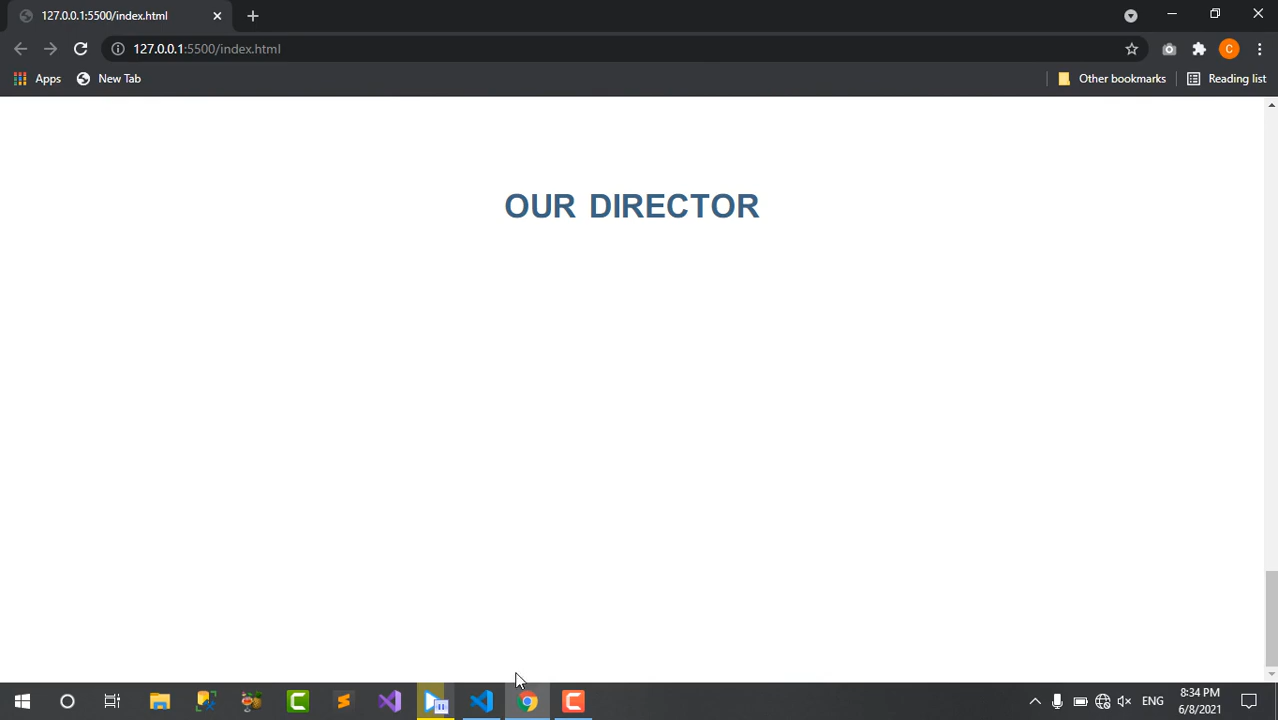 127.0.0.1:5500/index.html
127.0.0.1:5500/index.html
C
Apps
New Tab
Other bookmarks
Reading list
OUR DIRECTOR
ENG
8:34 PM
6/8/2021